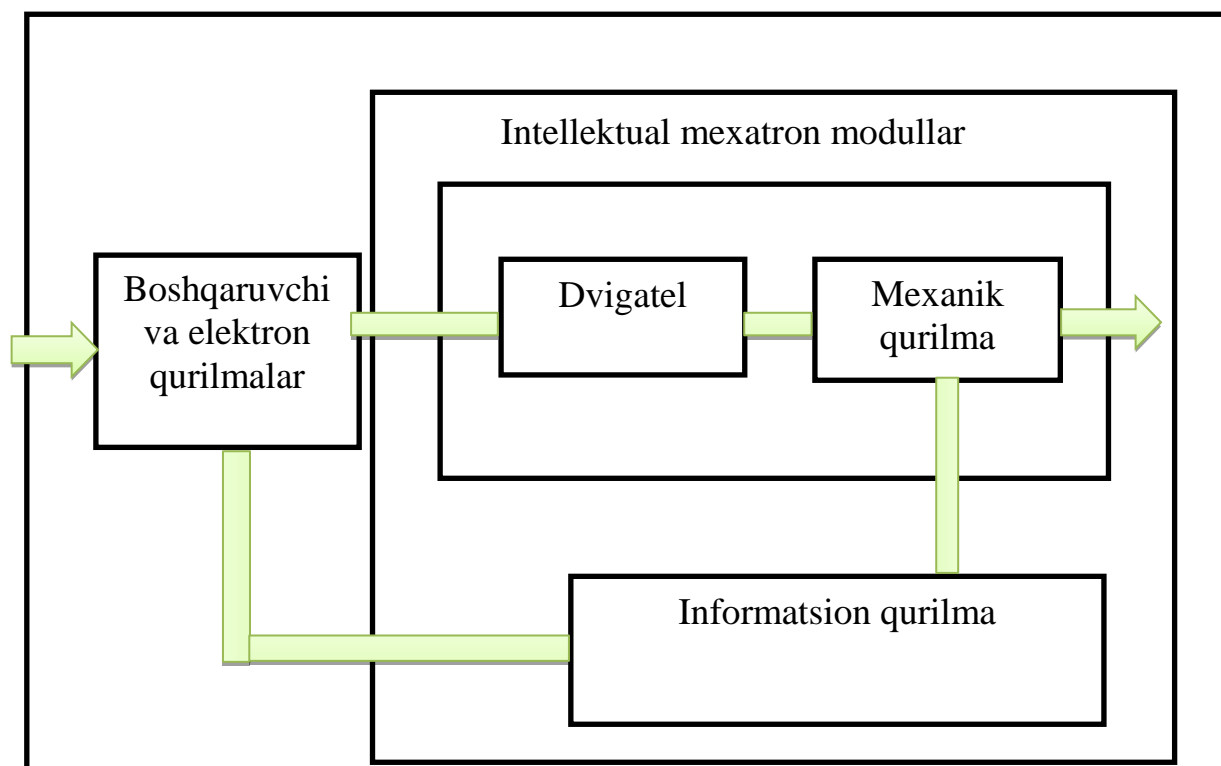 Intellektual mexatron modullar
Boshqaruvchi
va elektron
qurilmalar
Dvigatel
Mexanik
qurilma
Informatsion qurilma